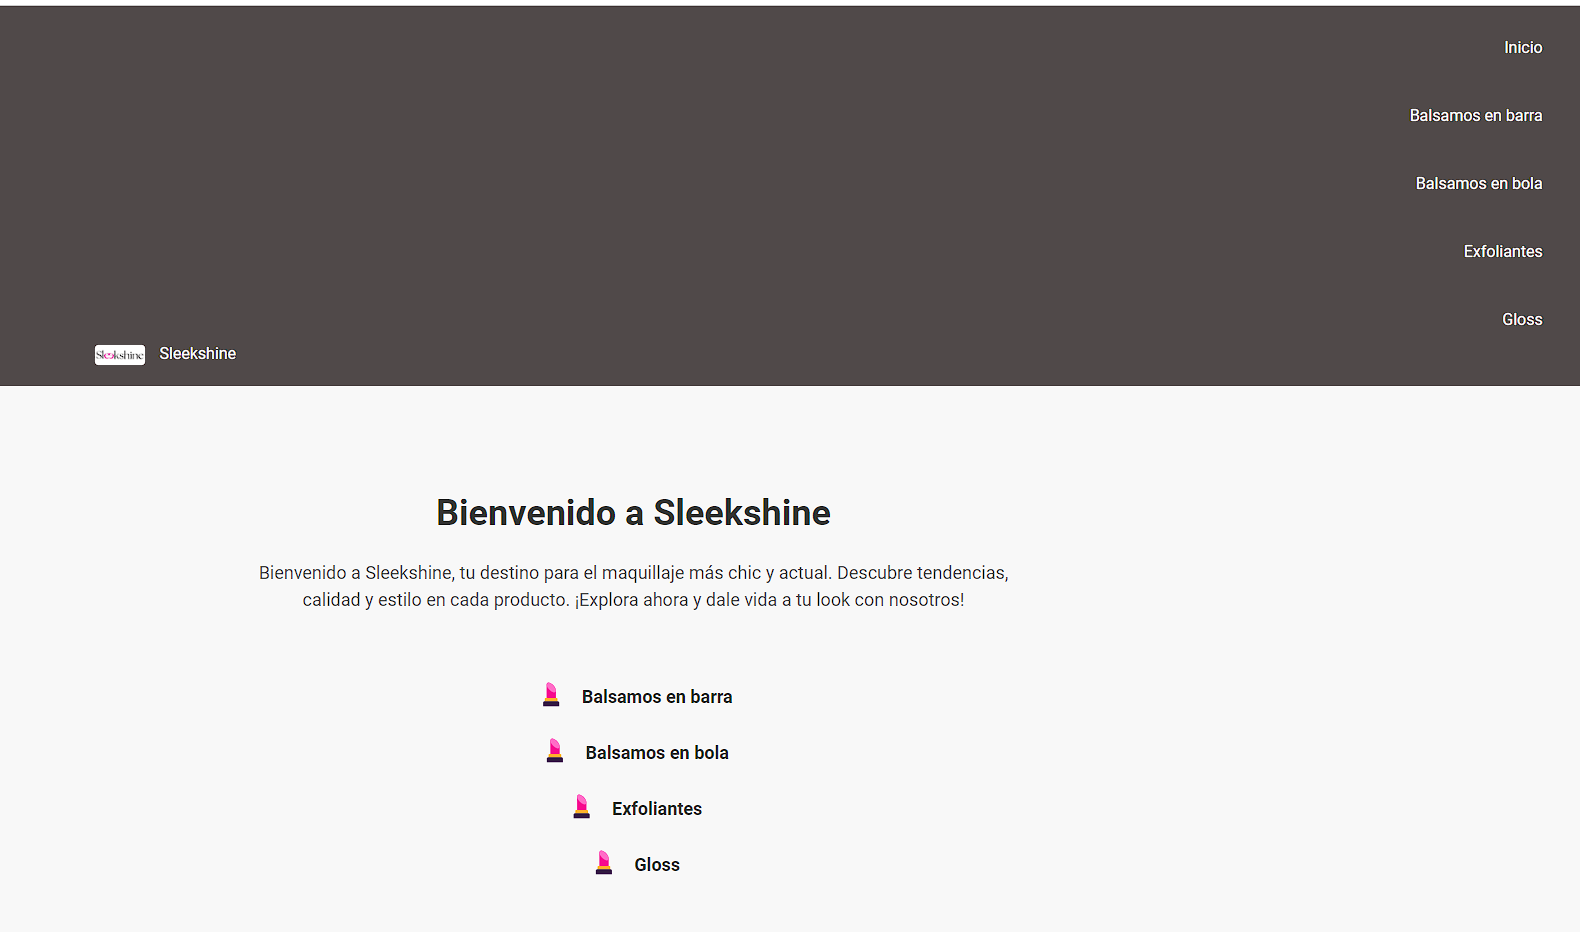 Inicio
Balsamos en barra
Balsamos en bola
Exfoliantes
Gloss
Sleekshine Sleekshine
Bienvenido a Sleekshine
Bienvenido a Sleekshine, tu destino para el maquillaje más chic y actual. Descubre tendencias,
calidad y estilo en cada producto. ¡Explora ahora y dale vida a tu look con nosotros!
Balsamos en barra
Balsamos en bola
Exfoliantes
Gloss